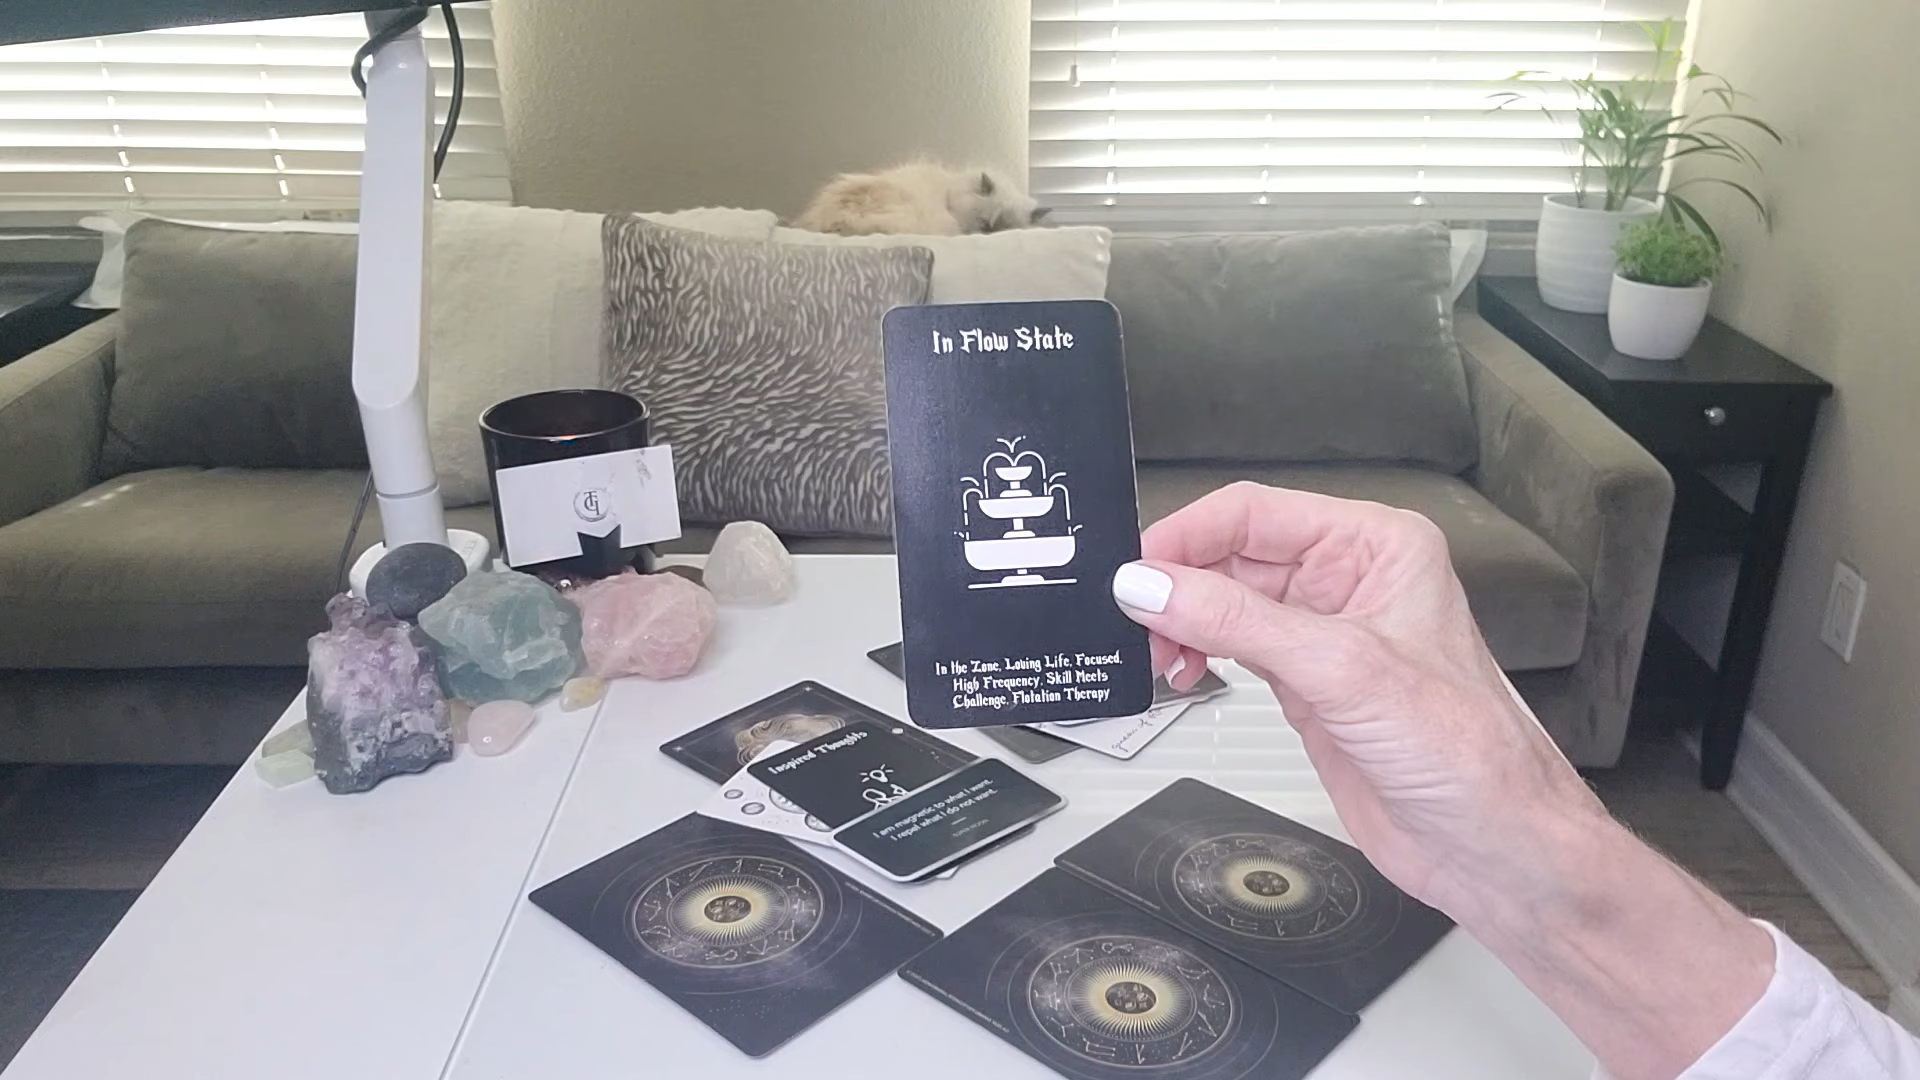 In Flow State
In the Zone, Loving Life, Focused,
High Frequency, Skill Meets
Challenge, Flotation Therapy
Inspired Thoughts
I am magnetic to what I want.
I repel what I do not want.